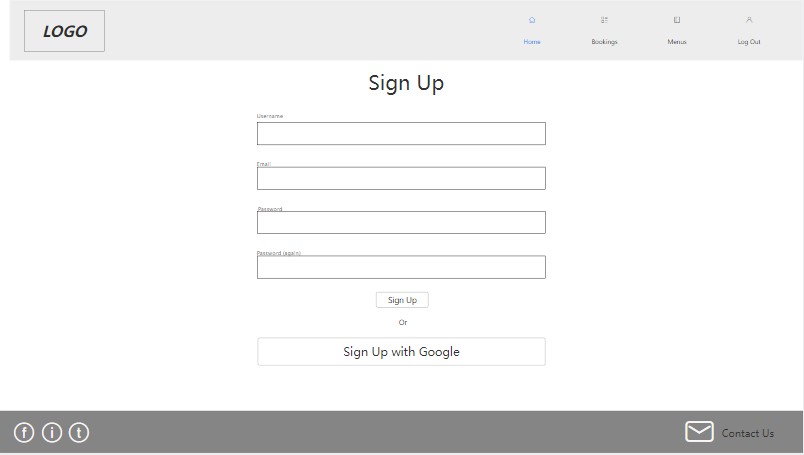 LOGO
Home Bookings Menus Log Out
Sign Up
Username
Email
Password
Password (again)
Sign Up
Or
Sign Up with Google
f i t Contact Us